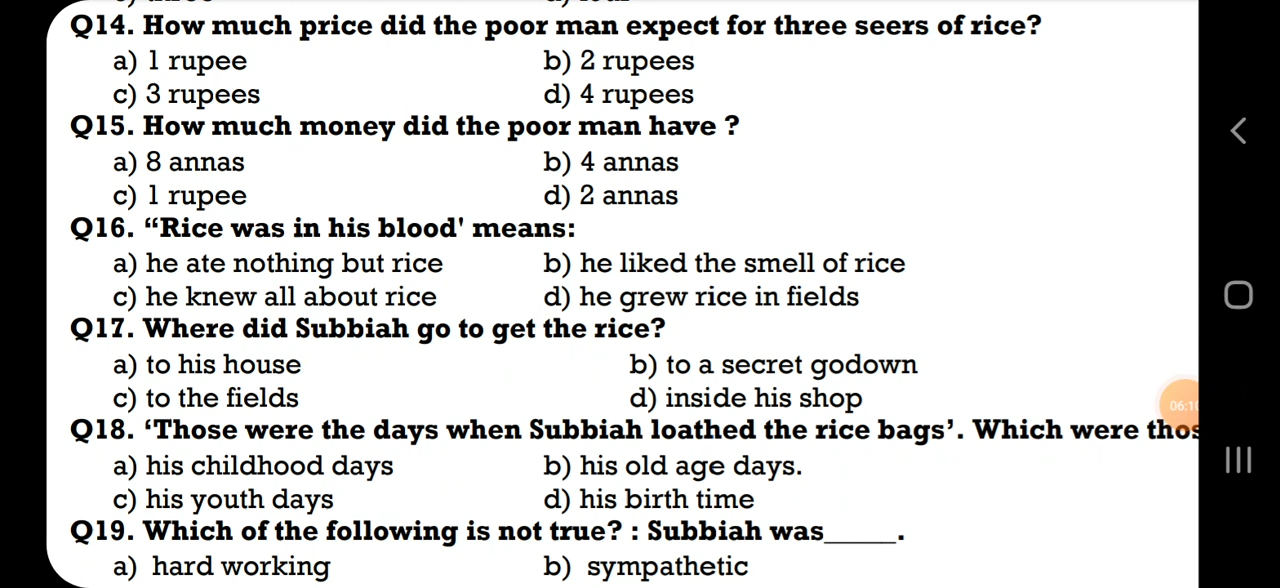 Q14. How much price did the poor man expect for three seers of rice?
a) 1 rupee b) 2 rupees
c) 3 rupees d) 4 rupees
Q15. How much money did the poor man have ?
a) 8 annas b) 4 annas
c) 1 rupee d) 2 annas
Q16. “Rice was in his blood' means:
a) he ate nothing but rice b) he liked the smell of rice
c) he knew all about rice d) he grew rice in fields
Q17. Where did Subbiah go to get the rice?
a) to his house b) to a secret godown
c) to the fields d) inside his shop
06:10
Q18. ‘Those were the days when Subbiah loathed the rice bags’. Which were thos
a) his childhood days b) his old age days.
c) his youth days d) his birth time
Q19. Which of the following is not true? : Subbiah was_____.
a) hard working b) sympathetic